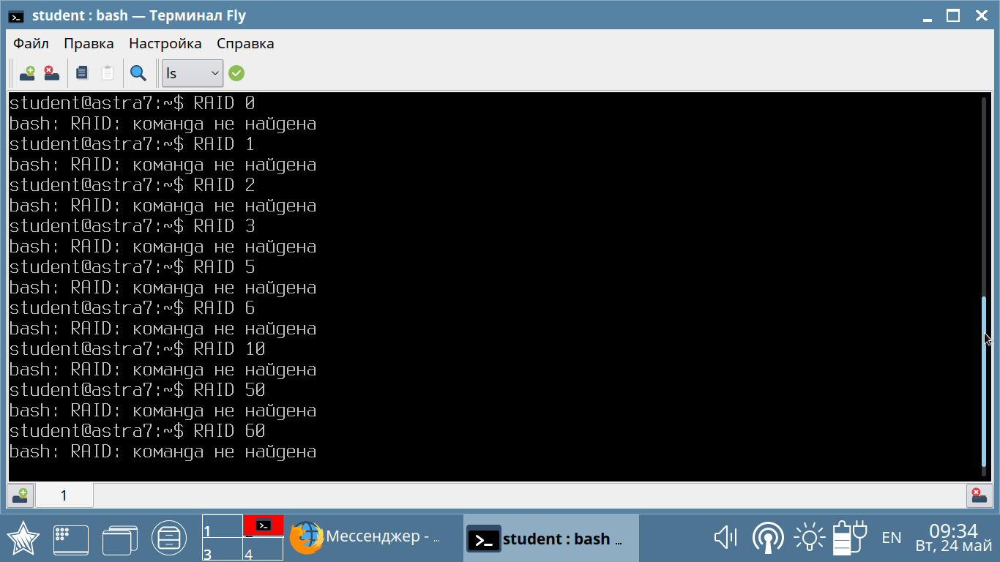 student : bash — Терминал Fly
Файл Правка Настройка Справка
ls
student@astra7:~$ RAID 0
bash: RAID: команда не найдена
student@astra7:~$ RAID 1
bash: RAID: команда не найдена
student@astra7:~$ RAID 2
bash: RAID: команда не найдена
student@astra7:~$ RAID 3
bash: RAID: команда не найдена
student@astra7:~$ RAID 5
bash: RAID: команда не найдена
student@astra7:~$ RAID 6
bash: RAID: команда не найдена
student@astra7:~$ RAID 10
bash: RAID: команда не найдена
student@astra7:~$ RAID 50
bash: RAID: команда не найдена
student@astra7:~$ RAID 60
bash: RAID: команда не найдена
1
1 2
3 4
Мессенджер - ...
student : bash ...
EN
09:34
Вт, 24 май